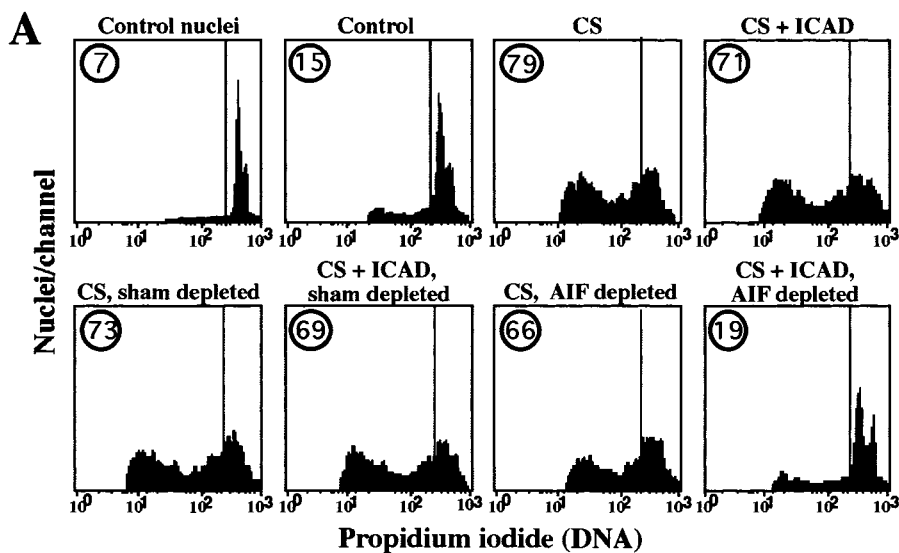 A
Control nuclei
Control
CS
CS + ICAD
7
15
79
71
10^0 10^1 10^2 10^3
10^0 10^1 10^2 10^3
10^0 10^1 10^2 10^3
10^0 10^1 10^2 10^3
Nuclei/channel
CS, sham depleted
CS + ICAD,
sham depleted
CS, AIF depleted
CS + ICAD,
AIF depleted
73
69
66
19
10^0 10^1 10^2 10^3
10^0 10^1 10^2 10^3
10^0 10^1 10^2 10^3
10^0 10^1 10^2 10^3
Propidium iodide (DNA)